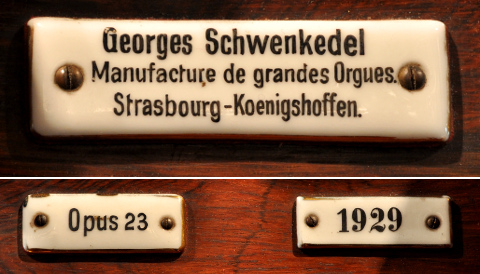 Georges Schwenkedel
Manufacture de grandes Orgues.
Strasbourg-Koenigshoffen.
Opus 23
1929